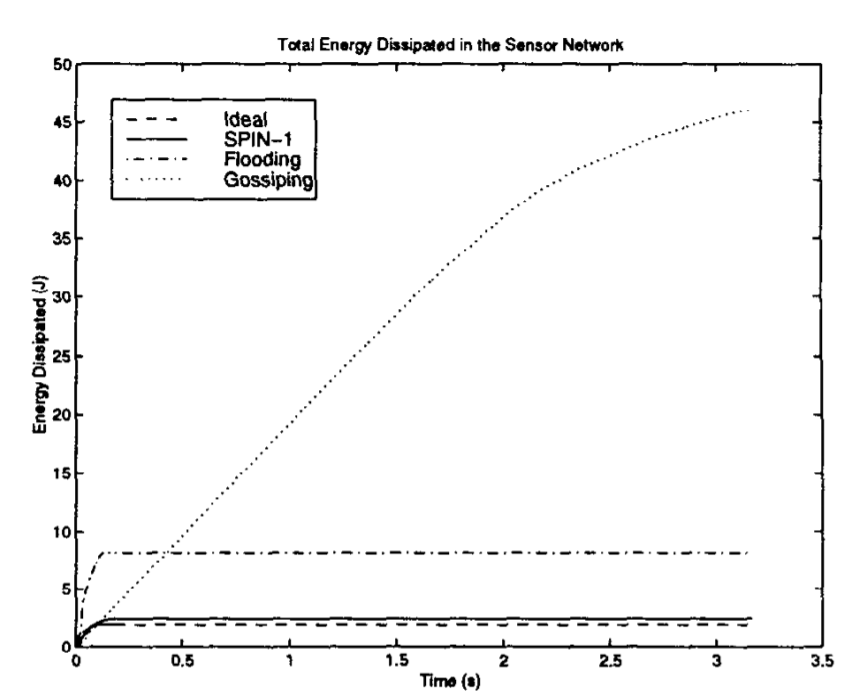 Total Energy Dissipated in the Sensor Network
50
45
40
35
30
25
20
15
10
5
0
Ideal
SPIN-1
Flooding
Gossiping
Energy Dissipated (J)
0 0.5 1 1.5 2 2.5 3 3.5
Time (s)